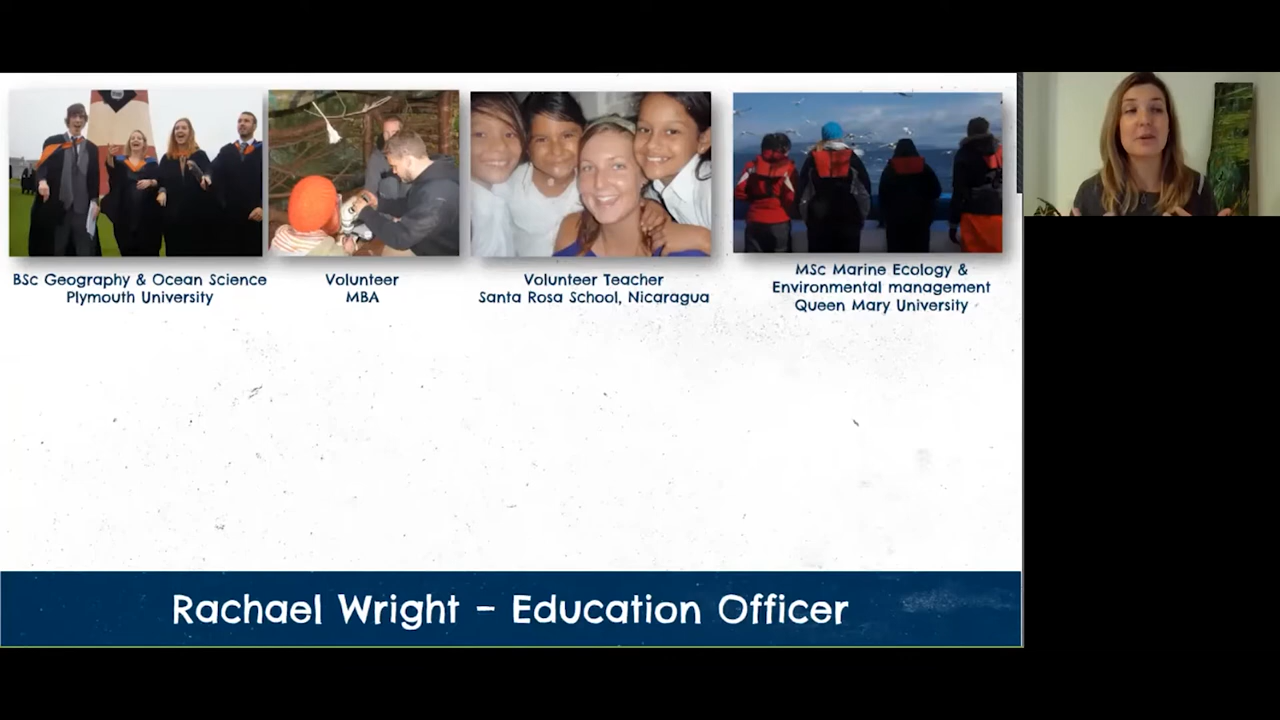 BSc Geography & Ocean Science
Plymouth University
Volunteer
MBA
Volunteer Teacher
Santa Rosa School, Nicaragua
MSc Marine Ecology &
Environmental management
Queen Mary University
Rachael Wright – Education Officer